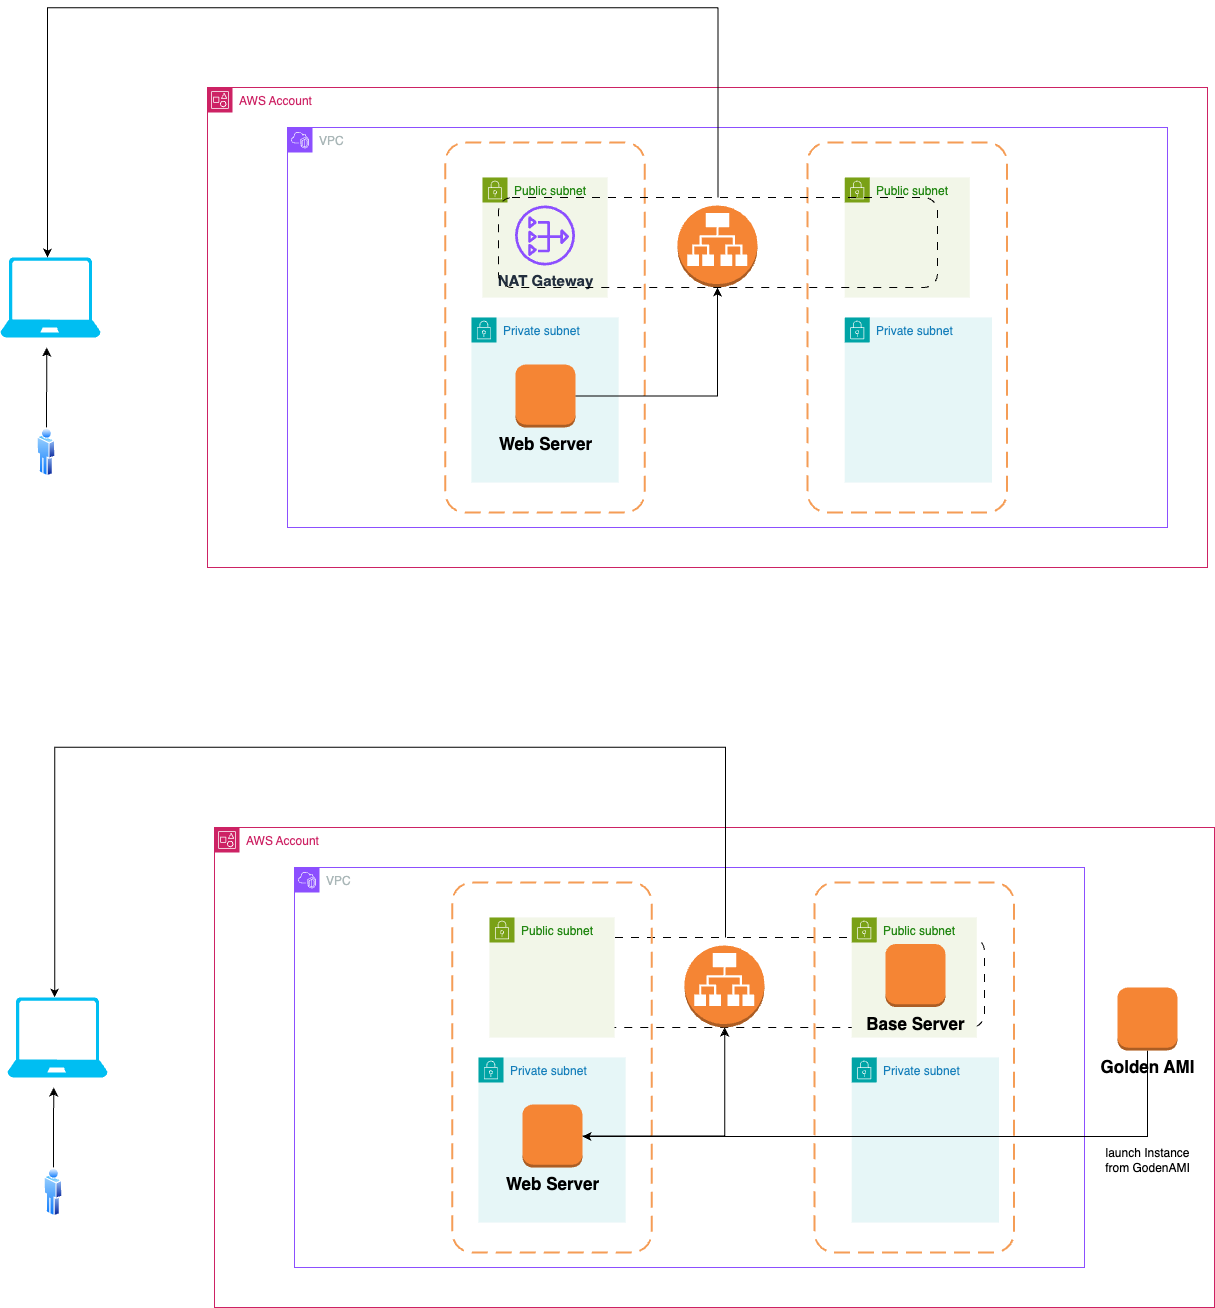 AWS Account
VPC
Public subnet
Public subnet
NAT Gateway
Private subnet
Private subnet
Web Server
AWS Account
VPC
Public subnet
Public subnet
Base Server
Golden AMI
Private subnet
Private subnet
launch Instance
from GodenAMI
Web Server